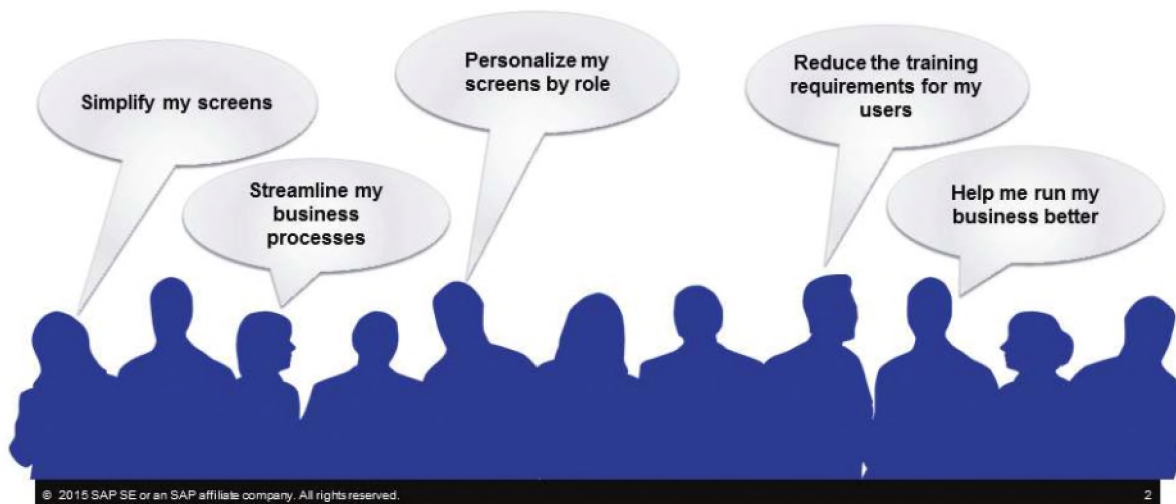 Simplify my screens
Streamline my
business
processes
Personalize my
screens by role
Reduce the training
requirements for my
users
Help me run my
business better
© 2015 SAP SE or an SAP affiliate company. All rights reserved.
2